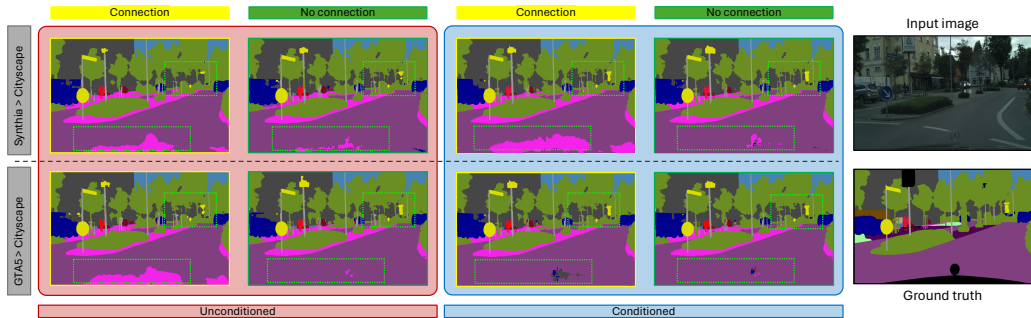 Connection
No connection
Connection
No connection
Input image
Synthia > Cityscape
GTA5 > Cityscape
Ground truth
Unconditioned
Conditioned